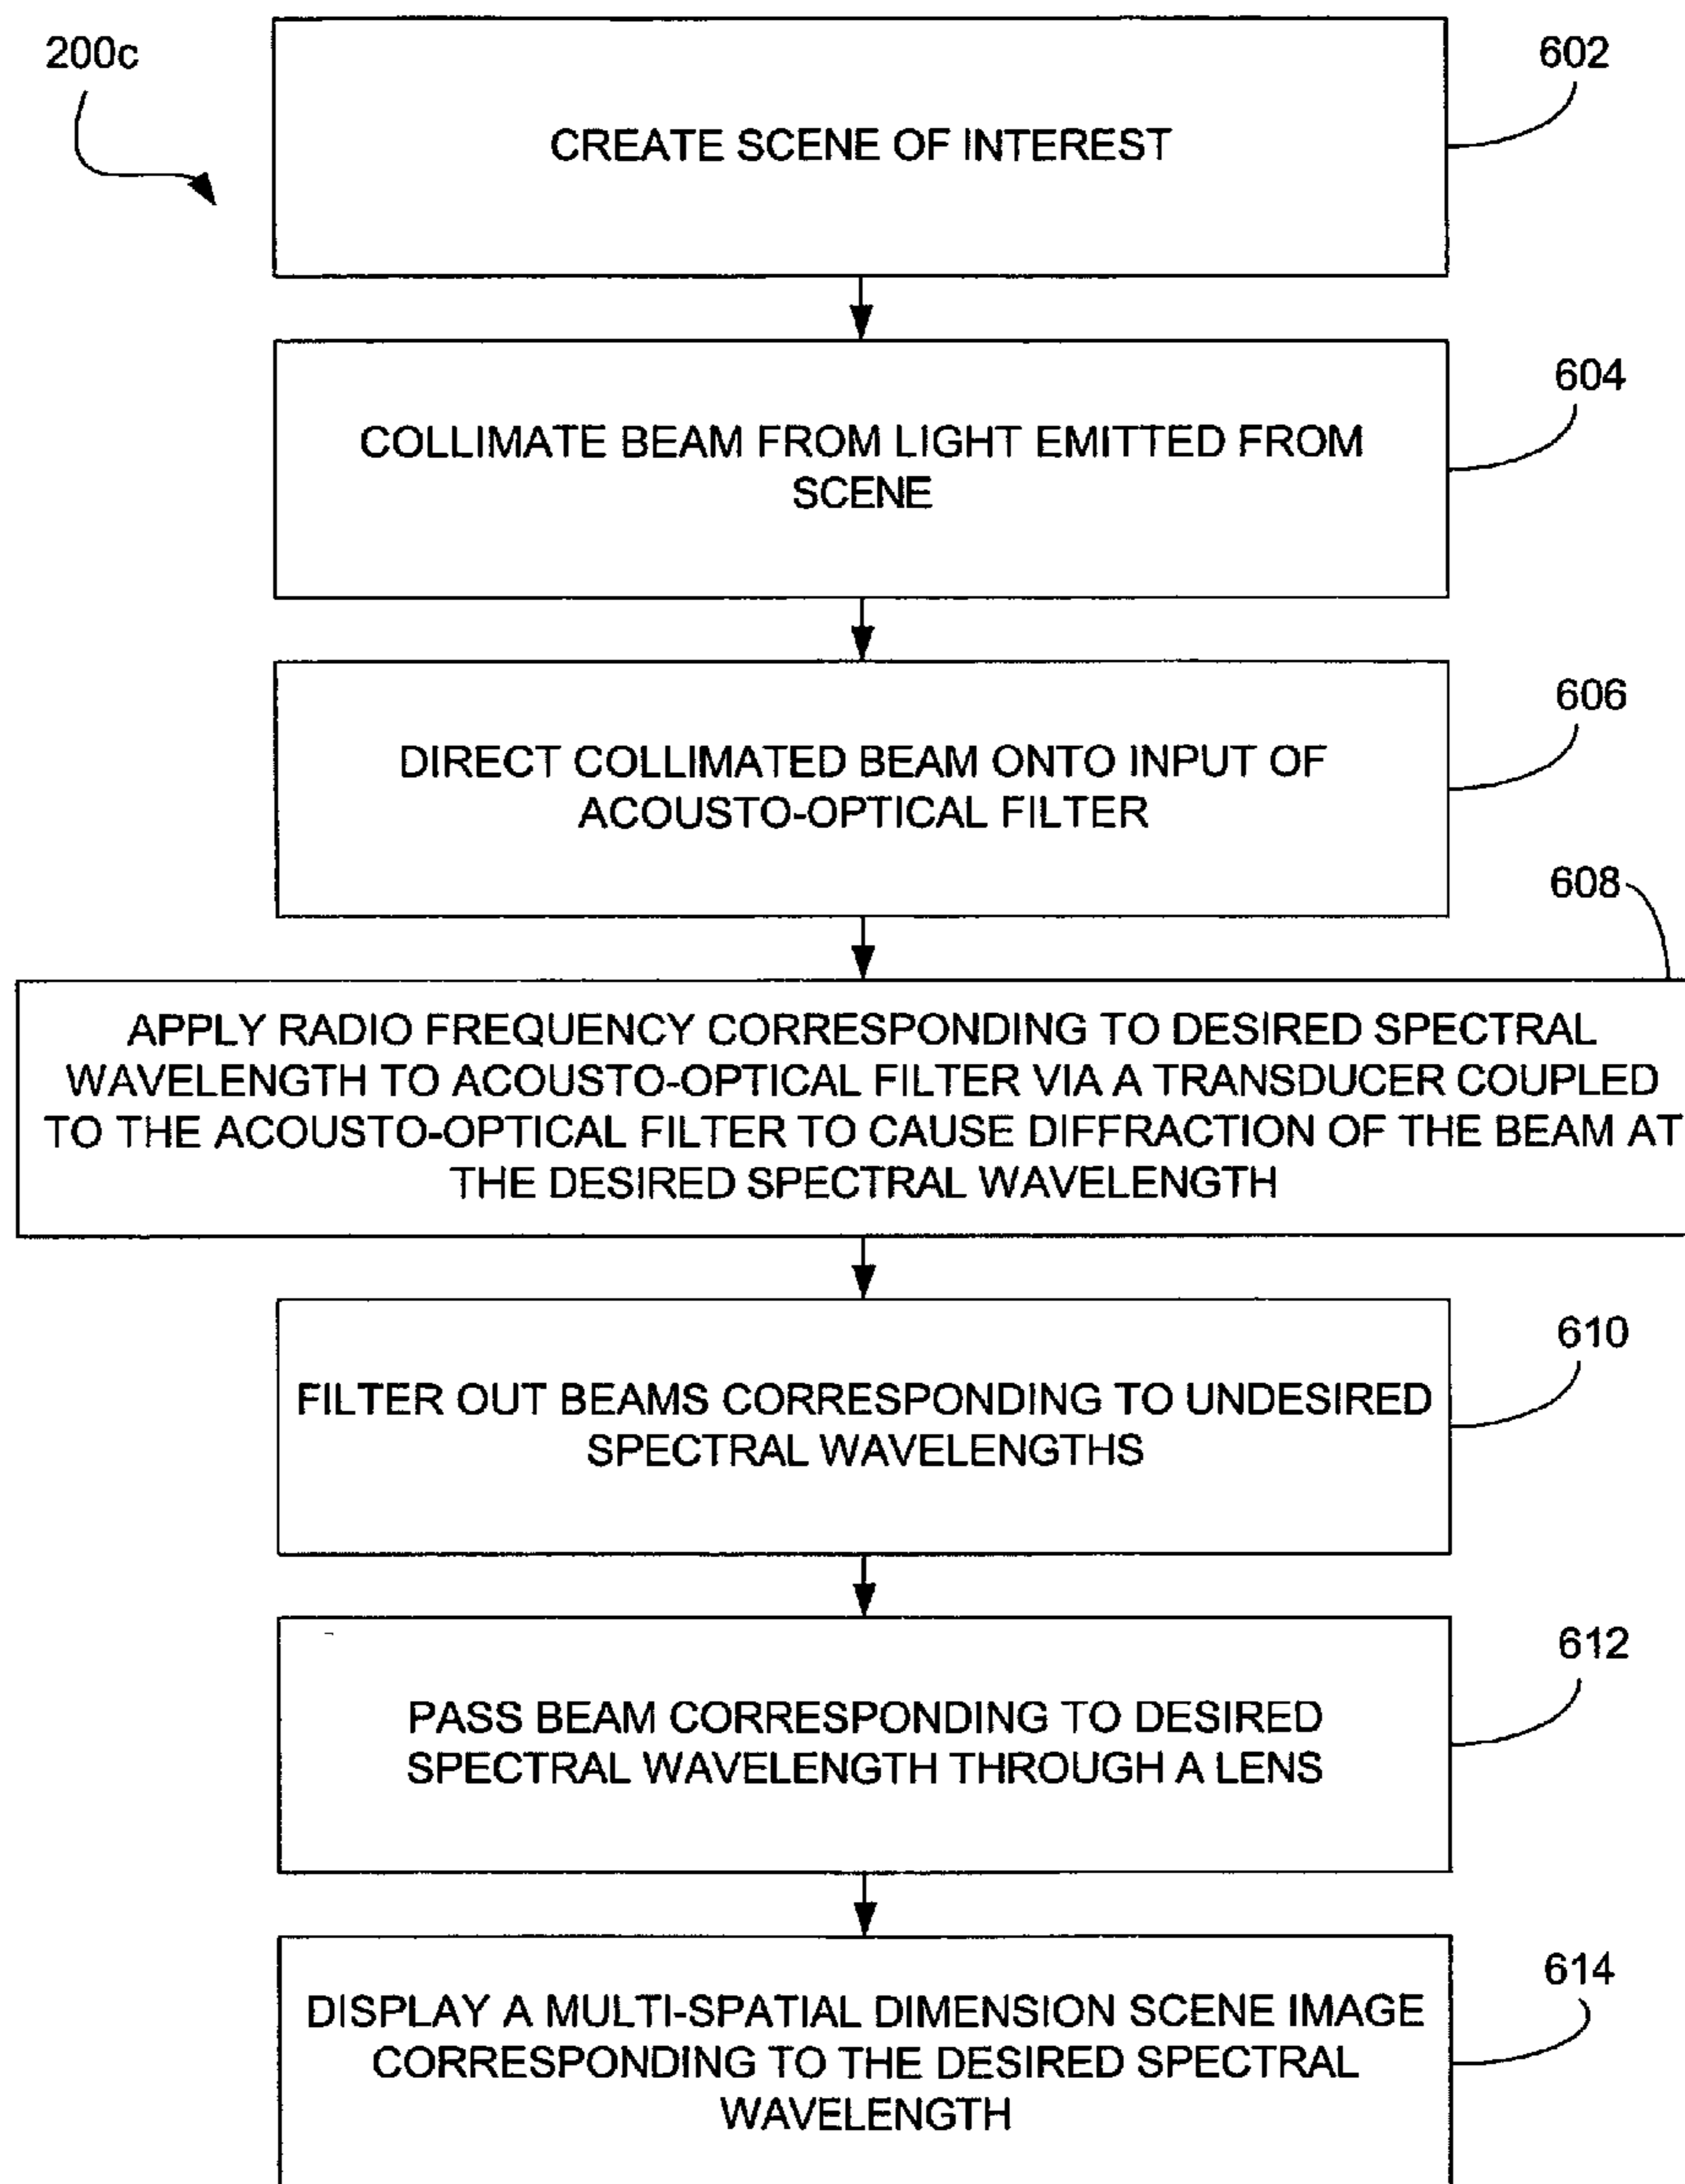 200c
602
CREATE SCENE OF INTEREST
604
COLLIMATE BEAM FROM LIGHT EMITTED FROM
SCENE
606
DIRECT COLLIMATED BEAM ONTO INPUT OF
ACOUSTO-OPTICAL FILTER
608
APPLY RADIO FREQUENCY CORRESPONDING TO DESIRED SPECTRAL
WAVELENGTH TO ACOUSTO-OPTICAL FILTER VIA A TRANSDUCER COUPLED
TO THE ACOUSTO-OPTICAL FILTER TO CAUSE DIFFRACTION OF THE BEAM AT
THE DESIRED SPECTRAL WAVELENGTH
610
FILTER OUT BEAMS CORRESPONDING TO UNDESIRED
SPECTRAL WAVELENGTHS
612
PASS BEAM CORRESPONDING TO DESIRED
SPECTRAL WAVELENGTH THROUGH A LENS
614
DISPLAY A MULTI-SPATIAL DIMENSION SCENE IMAGE
CORRESPONDING TO THE DESIRED SPECTRAL
WAVELENGTH